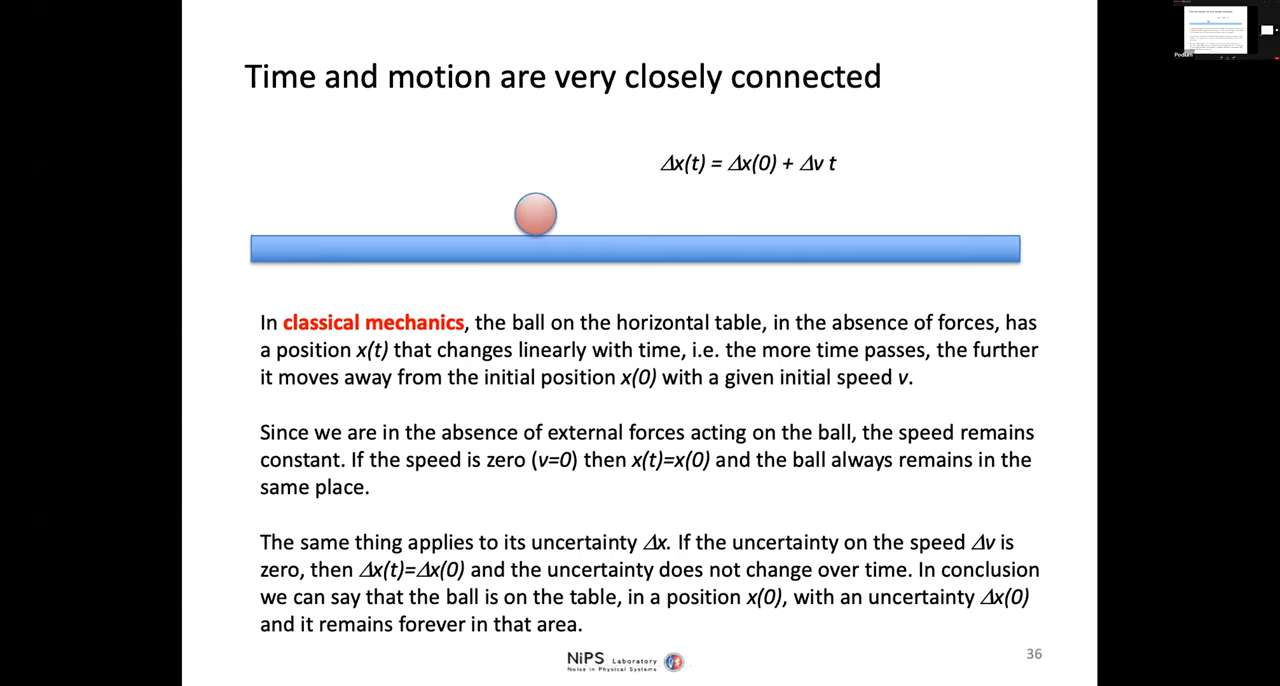 Time and motion are very closely connected
Δx(t) = Δx(0) + Δv t
In classical mechanics, the ball on the horizontal table, in the absence of forces, has
a position x(t) that changes linearly with time, i.e. the more time passes, the further
it moves away from the initial position x(0) with a given initial speed v.
Since we are in the absence of external forces acting on the ball, the speed remains
constant. If the speed is zero (v=0) then x(t)=x(0) and the ball always remains in the
same place.
The same thing applies to its uncertainty Δx. If the uncertainty on the speed Δv is
zero, then Δx(t)=Δx(0) and the uncertainty does not change over time. In conclusion
we can say that the ball is on the table, in a position x(0), with an uncertainty Δx(0)
and it remains forever in that area.
NiPS Laboratory
Noise in Physical Systems
36
Podium